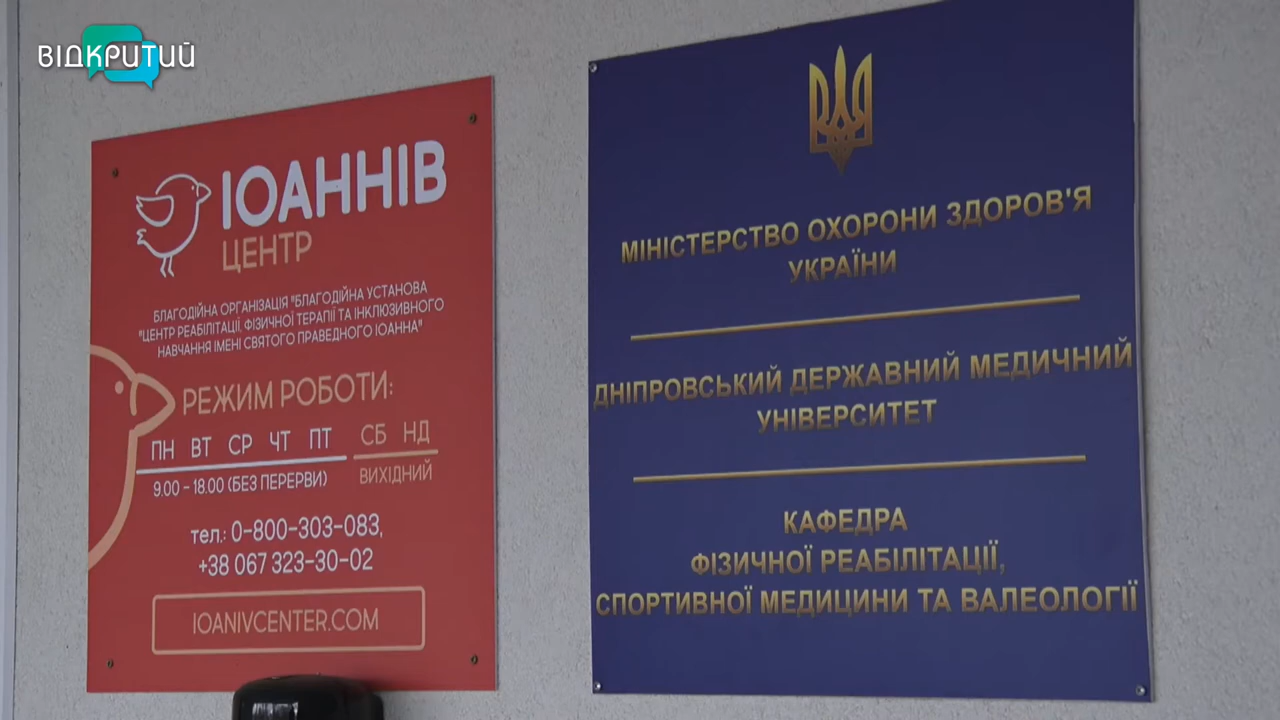 ВІДКРИТИЙ
ІОАННІВ
ЦЕНТР
БЛАГОДІЙНА ОРГАНІЗАЦІЯ "БЛАГОДІЙНА УСТАНОВА
"ЦЕНТР РЕАБІЛІТАЦІЇ, ФІЗИЧНОЇ ТЕРАПІЇ ТА ІНКЛЮЗИВНОГО
НАВЧАННЯ ІМЕНІ СВЯТОГО ПРАВЕДНОГО ІОАННА"
РЕЖИМ РОБОТИ:
ПН ВТ СР ЧТ ПТ СБ НД
9.00 - 18.00 (БЕЗ ПЕРЕРВИ) ВИХІДНИЙ
тел.: 0-800-303-083,
+38 067 323-30-02
IOANIVCENTER.COM
МІНІСТЕРСТВО ОХОРОНИ ЗДОРОВ'Я
УКРАЇНИ
ДНІПРОВСЬКИЙ ДЕРЖАВНИЙ МЕДИЧНИЙ
УНІВЕРСИТЕТ
КАФЕДРА
ФІЗИЧНОЇ РЕАБІЛІТАЦІЇ,
СПОРТИВНОЇ МЕДИЦИНИ ТА ВАЛЕОЛОГІЇ